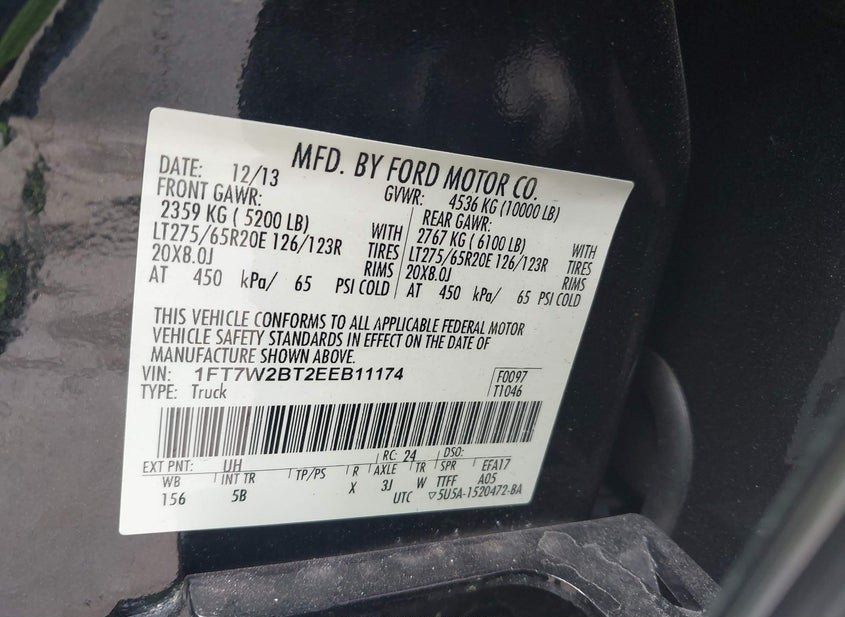 MFD. BY FORD MOTOR CO.
DATE: 12/13 GVWR: 4536 KG (10000 LB)
FRONT GAWR: REAR GAWR:
2359 KG ( 5200 LB) WITH 2767 KG ( 6100 LB) WITH
LT275/65R20E 126/123R TIRES LT275/65R20E 126/123R TIRES
20X8.0J RIMS 20X8.0J RIMS
AT 450 kPa/ 65 PSI COLD AT 450 kPa/ 65 PSI COLD
THIS VEHICLE CONFORMS TO ALL APPLICABLE FEDERAL MOTOR
VEHICLE SAFETY STANDARDS IN EFFECT ON THE DATE OF
MANUFACTURE SHOWN ABOVE.
VIN: 1FT7W2BT2EEB11174 F0097
TYPE: Truck T1046
EXT PNT: UH RC: 24 DSO:
WB INT TR TP/PS R AXLE TR SPR EFA17
156 5B X 3J W TTFF A05
UTC ▽5U5A-1520472-BA